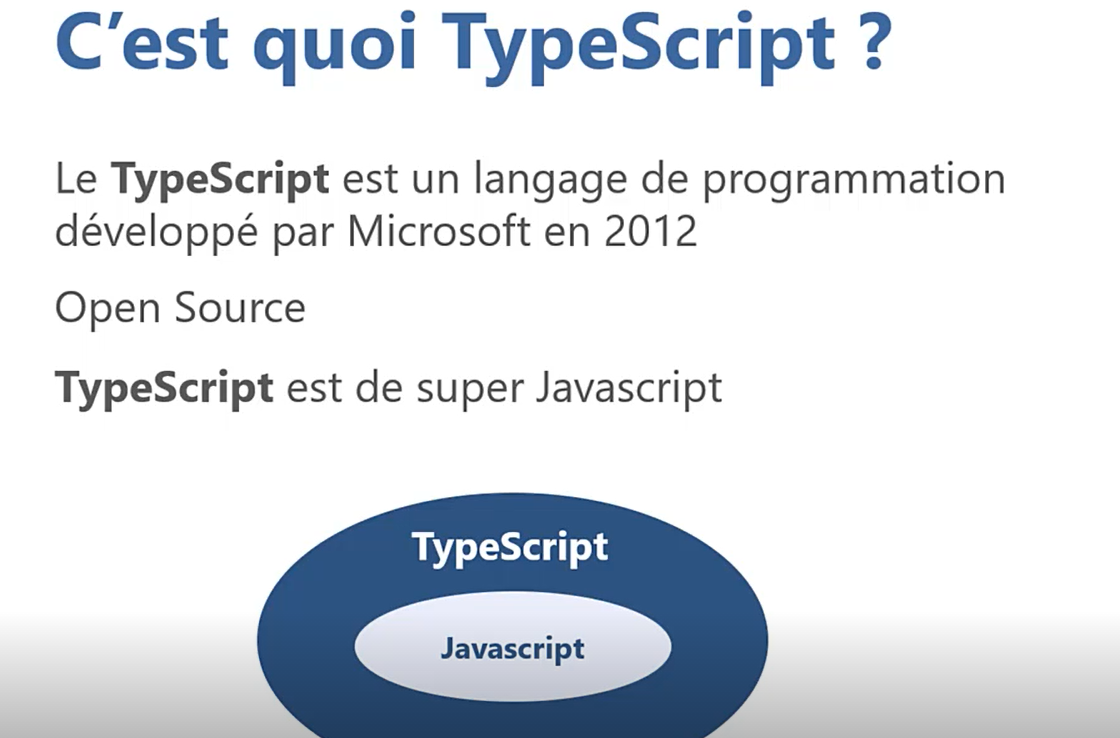 C'est quoi TypeScript ?
Le TypeScript est un langage de programmation
développé par Microsoft en 2012
Open Source
TypeScript est de super Javascript
TypeScript
Javascript